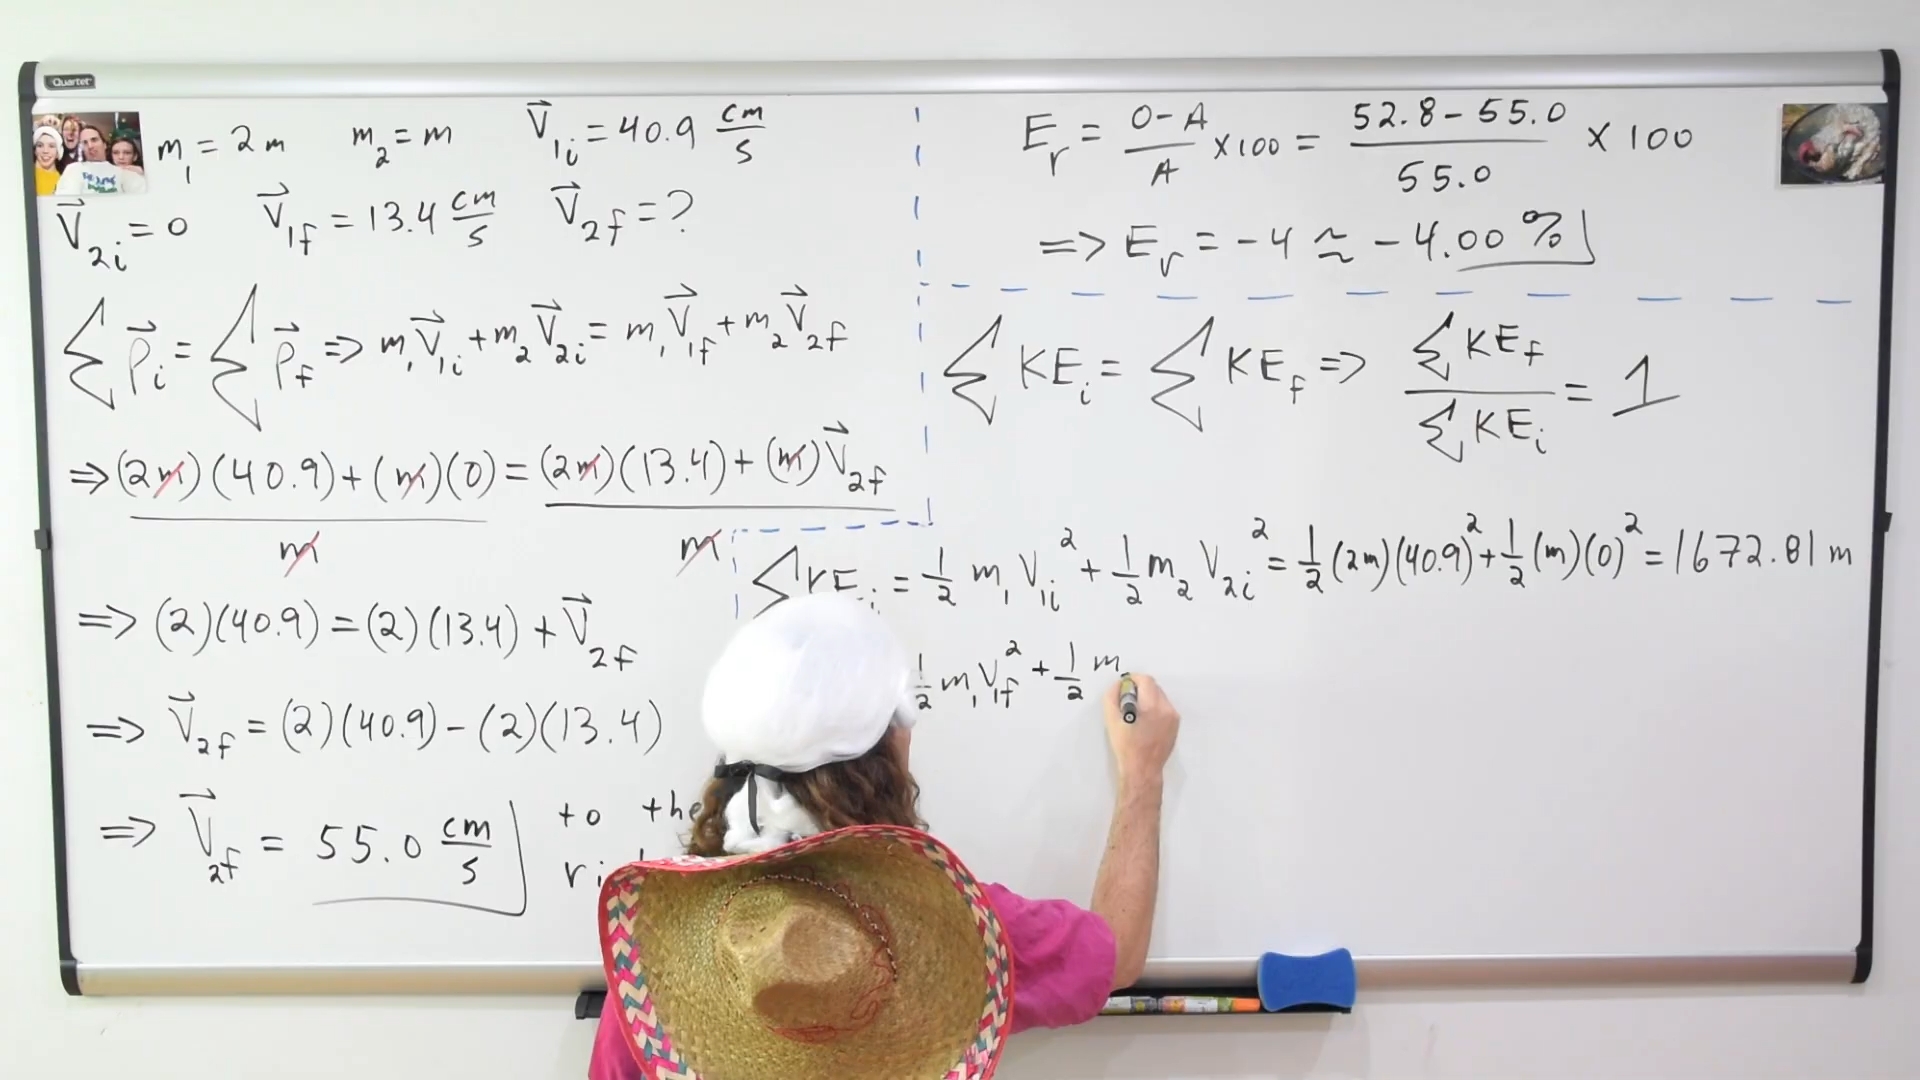 Quartet
m₁ = 2m m₂ = m V⃗₁ᵢ = 40.9 cm/s
V⃗₂ᵢ = 0 V⃗₁f = 13.4 cm/s V⃗₂f = ?
∑ p⃗ᵢ = ∑ p⃗f => m₁V⃗₁ᵢ + m₂V⃗₂ᵢ = m₁V⃗₁f + m₂V⃗₂f
=> (2m)(40.9) + (m)(0) = (2m)(13.4) + (m)V⃗₂f
m m
=> (2)(40.9) = (2)(13.4) + V⃗₂f
=> V⃗₂f = (2)(40.9) - (2)(13.4)
=> V⃗₂f = 55.0 cm/s to the
Er = (O-A)/A x100 = (52.8 - 55.0)/55.0 x 100
=> Er = -4 ≈ -4.00 %
∑ KEᵢ = ∑ KEf => ∑KEf/∑KEᵢ = 1
∑KEᵢ = ½ m₁V₁ᵢ² + ½ m₂V₂ᵢ² = ½ (2m)(40.9)² + ½ (m)(0)² = 1672.81 m
½ m₁V₁f² + ½ m